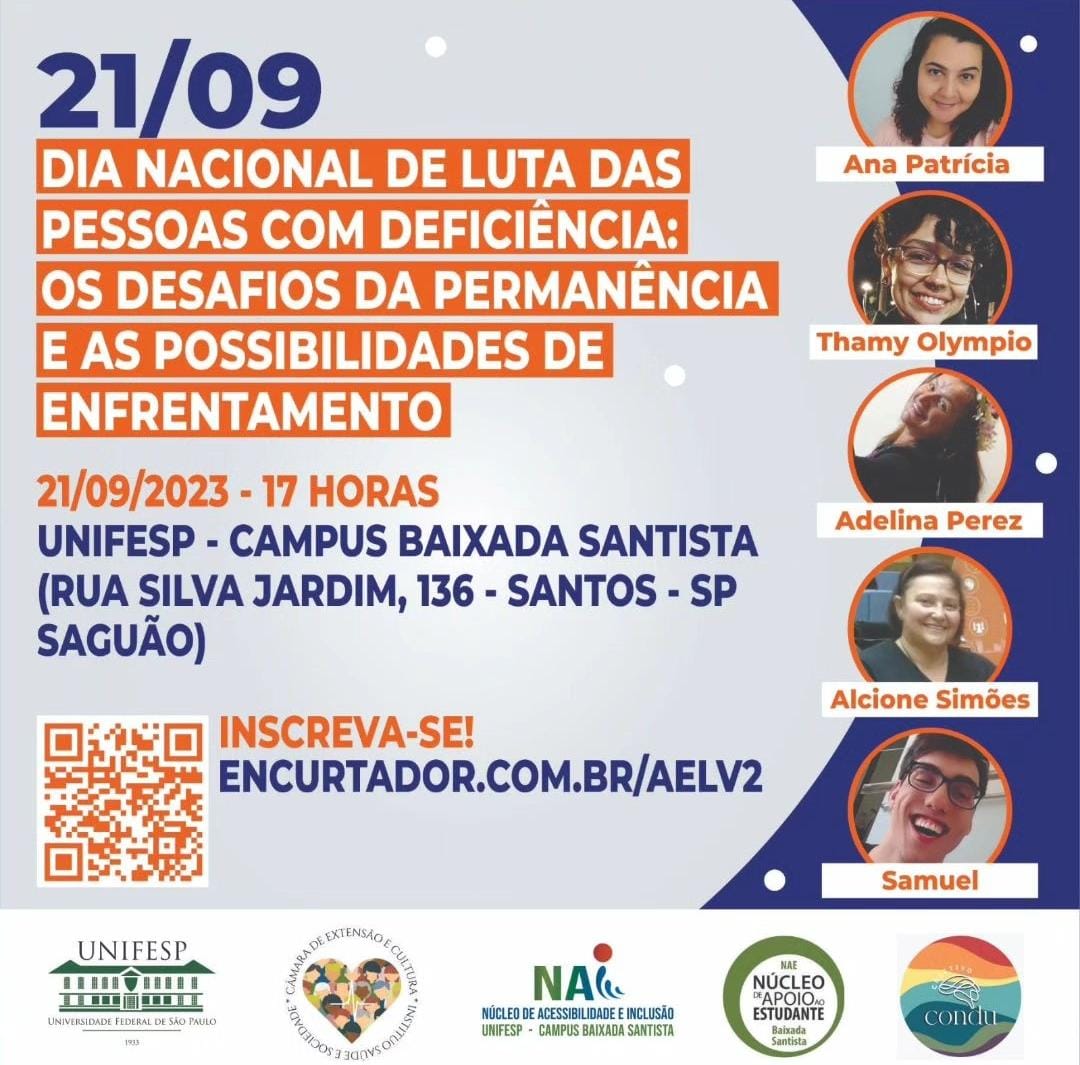 21/09
DIA NACIONAL DE LUTA DAS
PESSOAS COM DEFICIÊNCIA:
OS DESAFIOS DA PERMANÊNCIA
E AS POSSIBILIDADES DE
ENFRENTAMENTO
21/09/2023 - 17 HORAS
UNIFESP - CAMPUS BAIXADA SANTISTA
(RUA SILVA JARDIM, 136 - SANTOS - SP
SAGUÃO)
INSCREVA-SE!
ENCURTADOR.COM.BR/AELV2
Ana Patrícia
Thamy Olympio
Adelina Perez
Alcione Simões
Samuel
UNIFESP
UNIVERSIDADE FEDERAL DE SÃO PAULO
1933
CÂMARA DE EXTENSÃO E CULTURA * INSTITUO SAÚDE E SOCIEDADE *
NAi
NÚCLEO DE ACESSIBILIDADE E INCLUSÃO
UNIFESP - CAMPUS BAIXADA SANTISTA
NAE
NÚCLEO
DE APOIO AO
ESTUDANTE
Baixada
Santista
condu